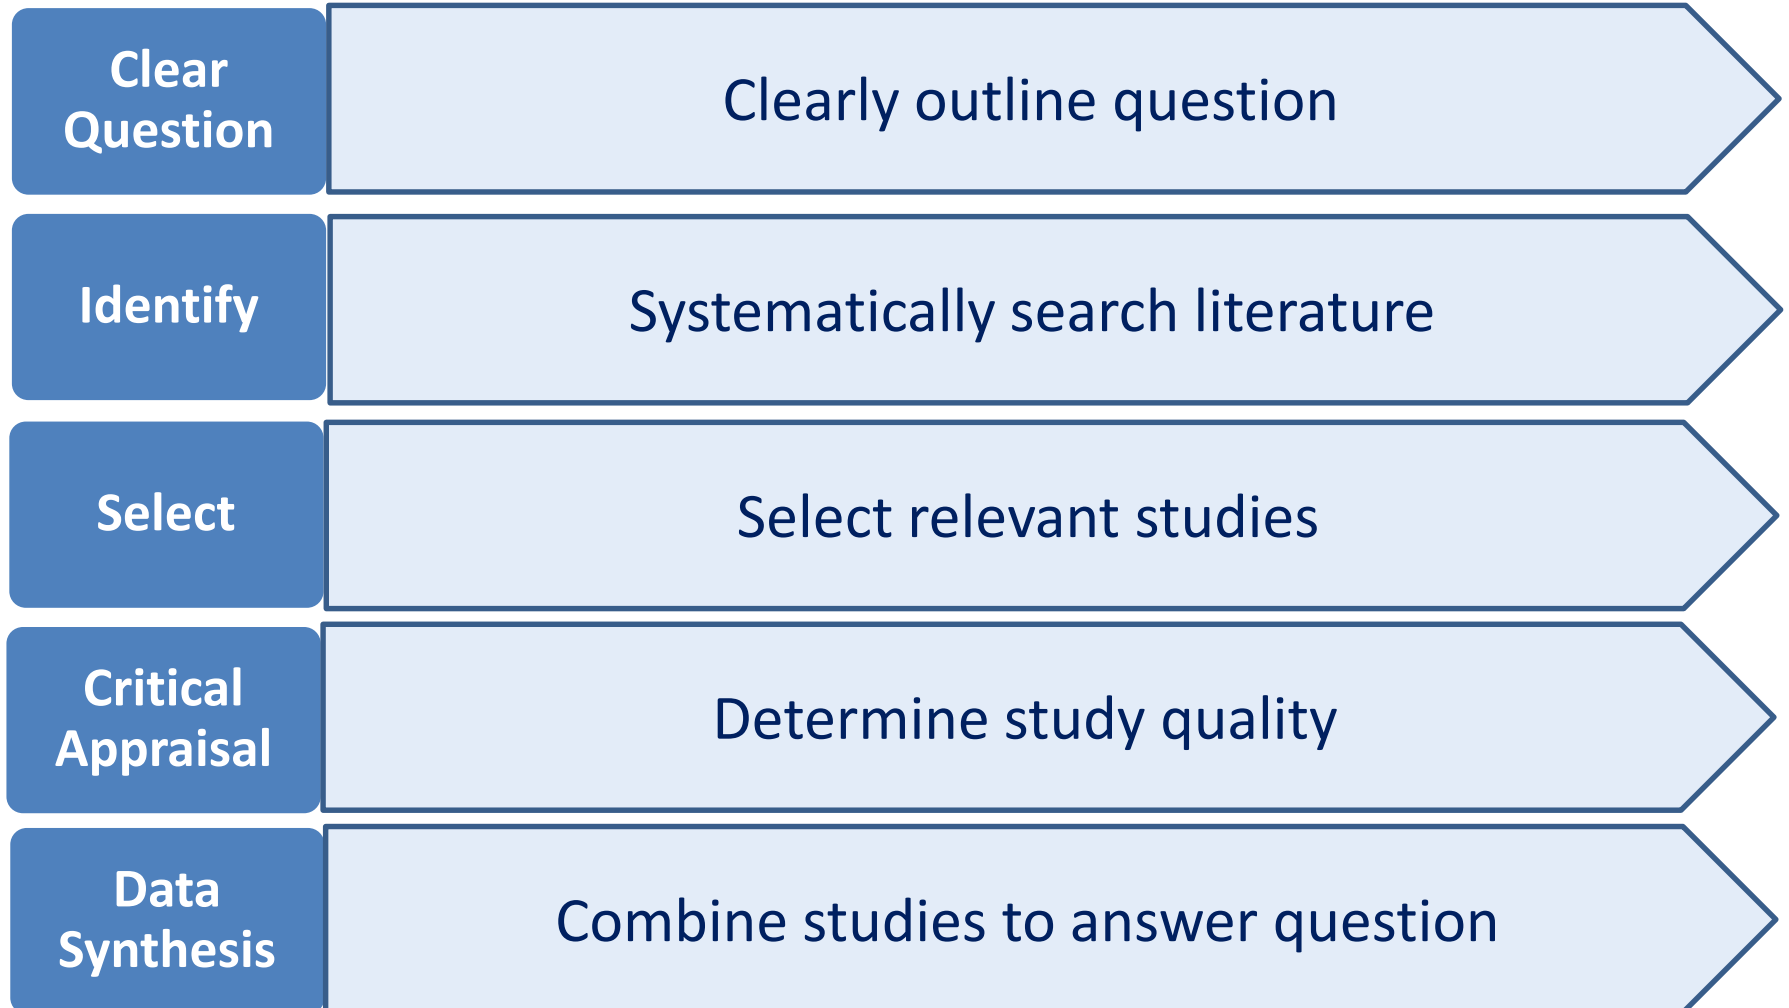 Clear
Question
Clearly outline question
Identify
Systematically search literature
Select
Select relevant studies
Critical
Appraisal
Determine study quality
Data
Synthesis
Combine studies to answer question